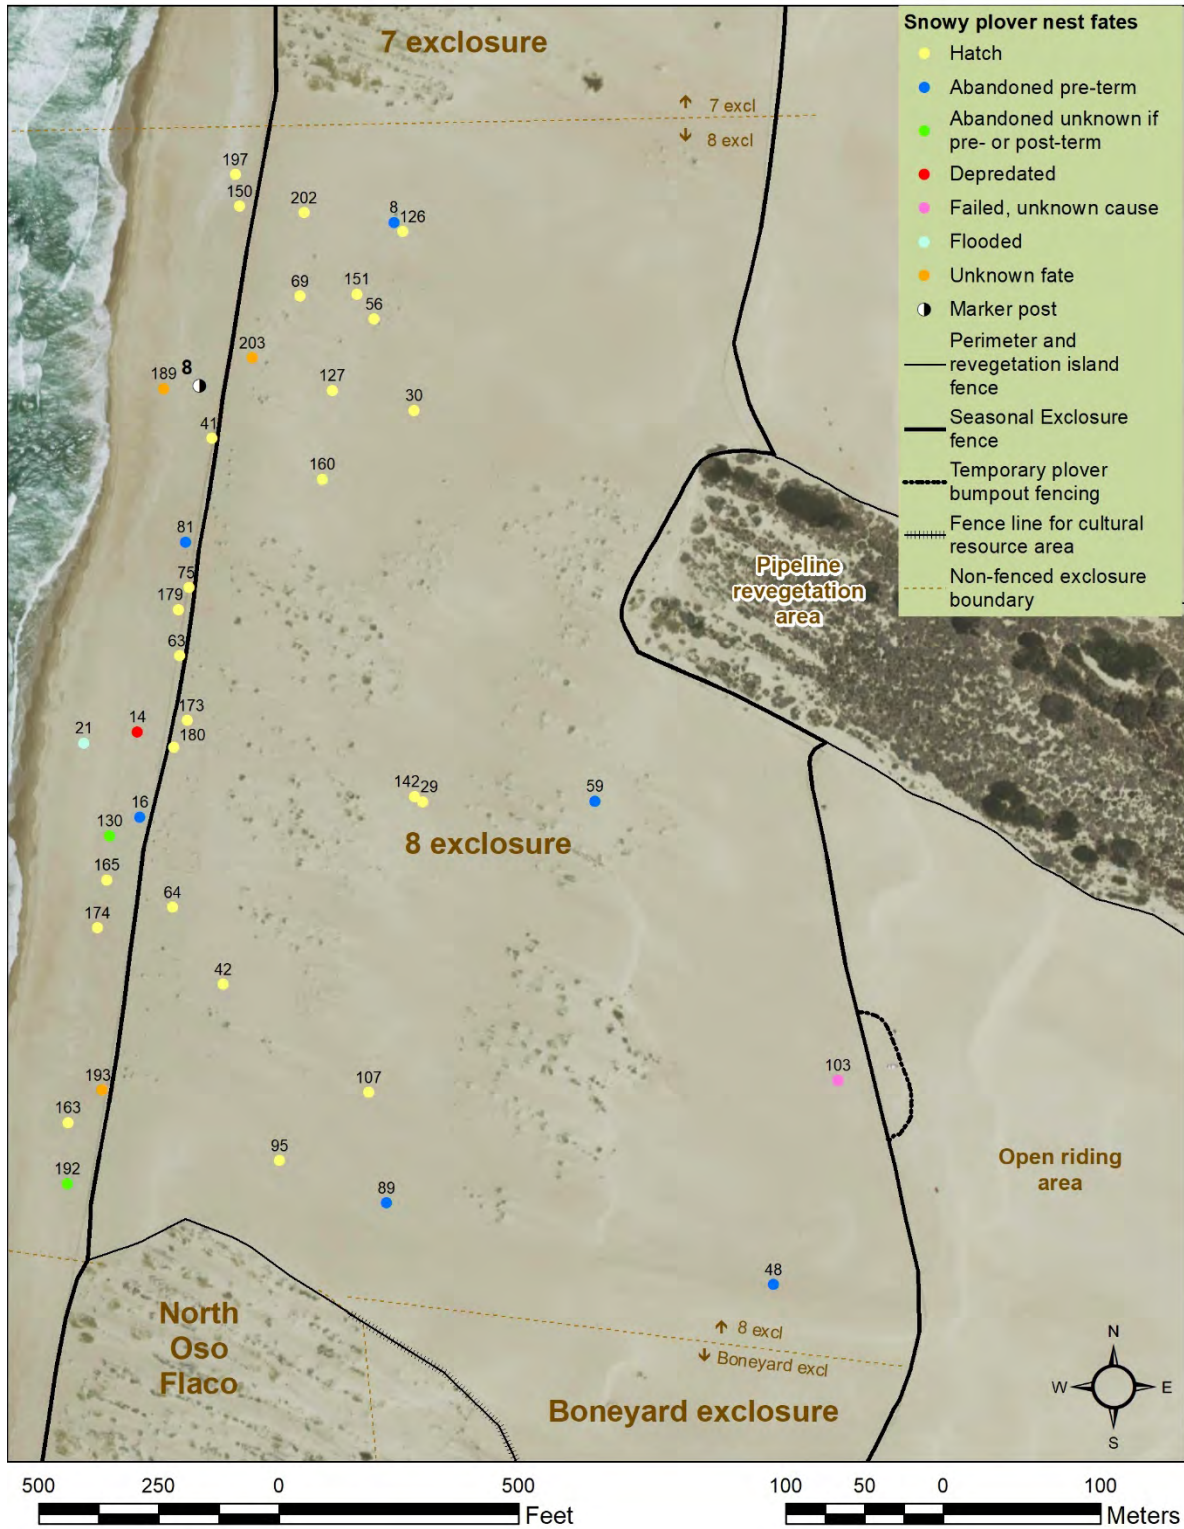 7 exclosure
Snowy plover nest fates
Hatch
Abandoned pre-term
Abandoned unknown if
pre- or post-term
Depredated
Failed, unknown cause
Flooded
Unknown fate
Marker post
Perimeter and
revegetation island
fence
Seasonal Exclosure
fence
Temporary plover
bumpout fencing
Fence line for cultural
resource area
Non-fenced exclosure
boundary
7 excl
8 excl
197
150
202
8
126
69
151
56
203
8
189
127
30
41
160
81
75
179
63
Pipeline
revegetation
area
173
14
21
180
142
29
59
16
130
8 exclosure
165
64
174
42
193
107
103
163
95
192
89
Open riding
area
48
North
Oso
Flaco
8 excl
Boneyard excl
Boneyard exclosure
N
W
E
S
500 250 0 500
Feet
100 50 0 100
Meters